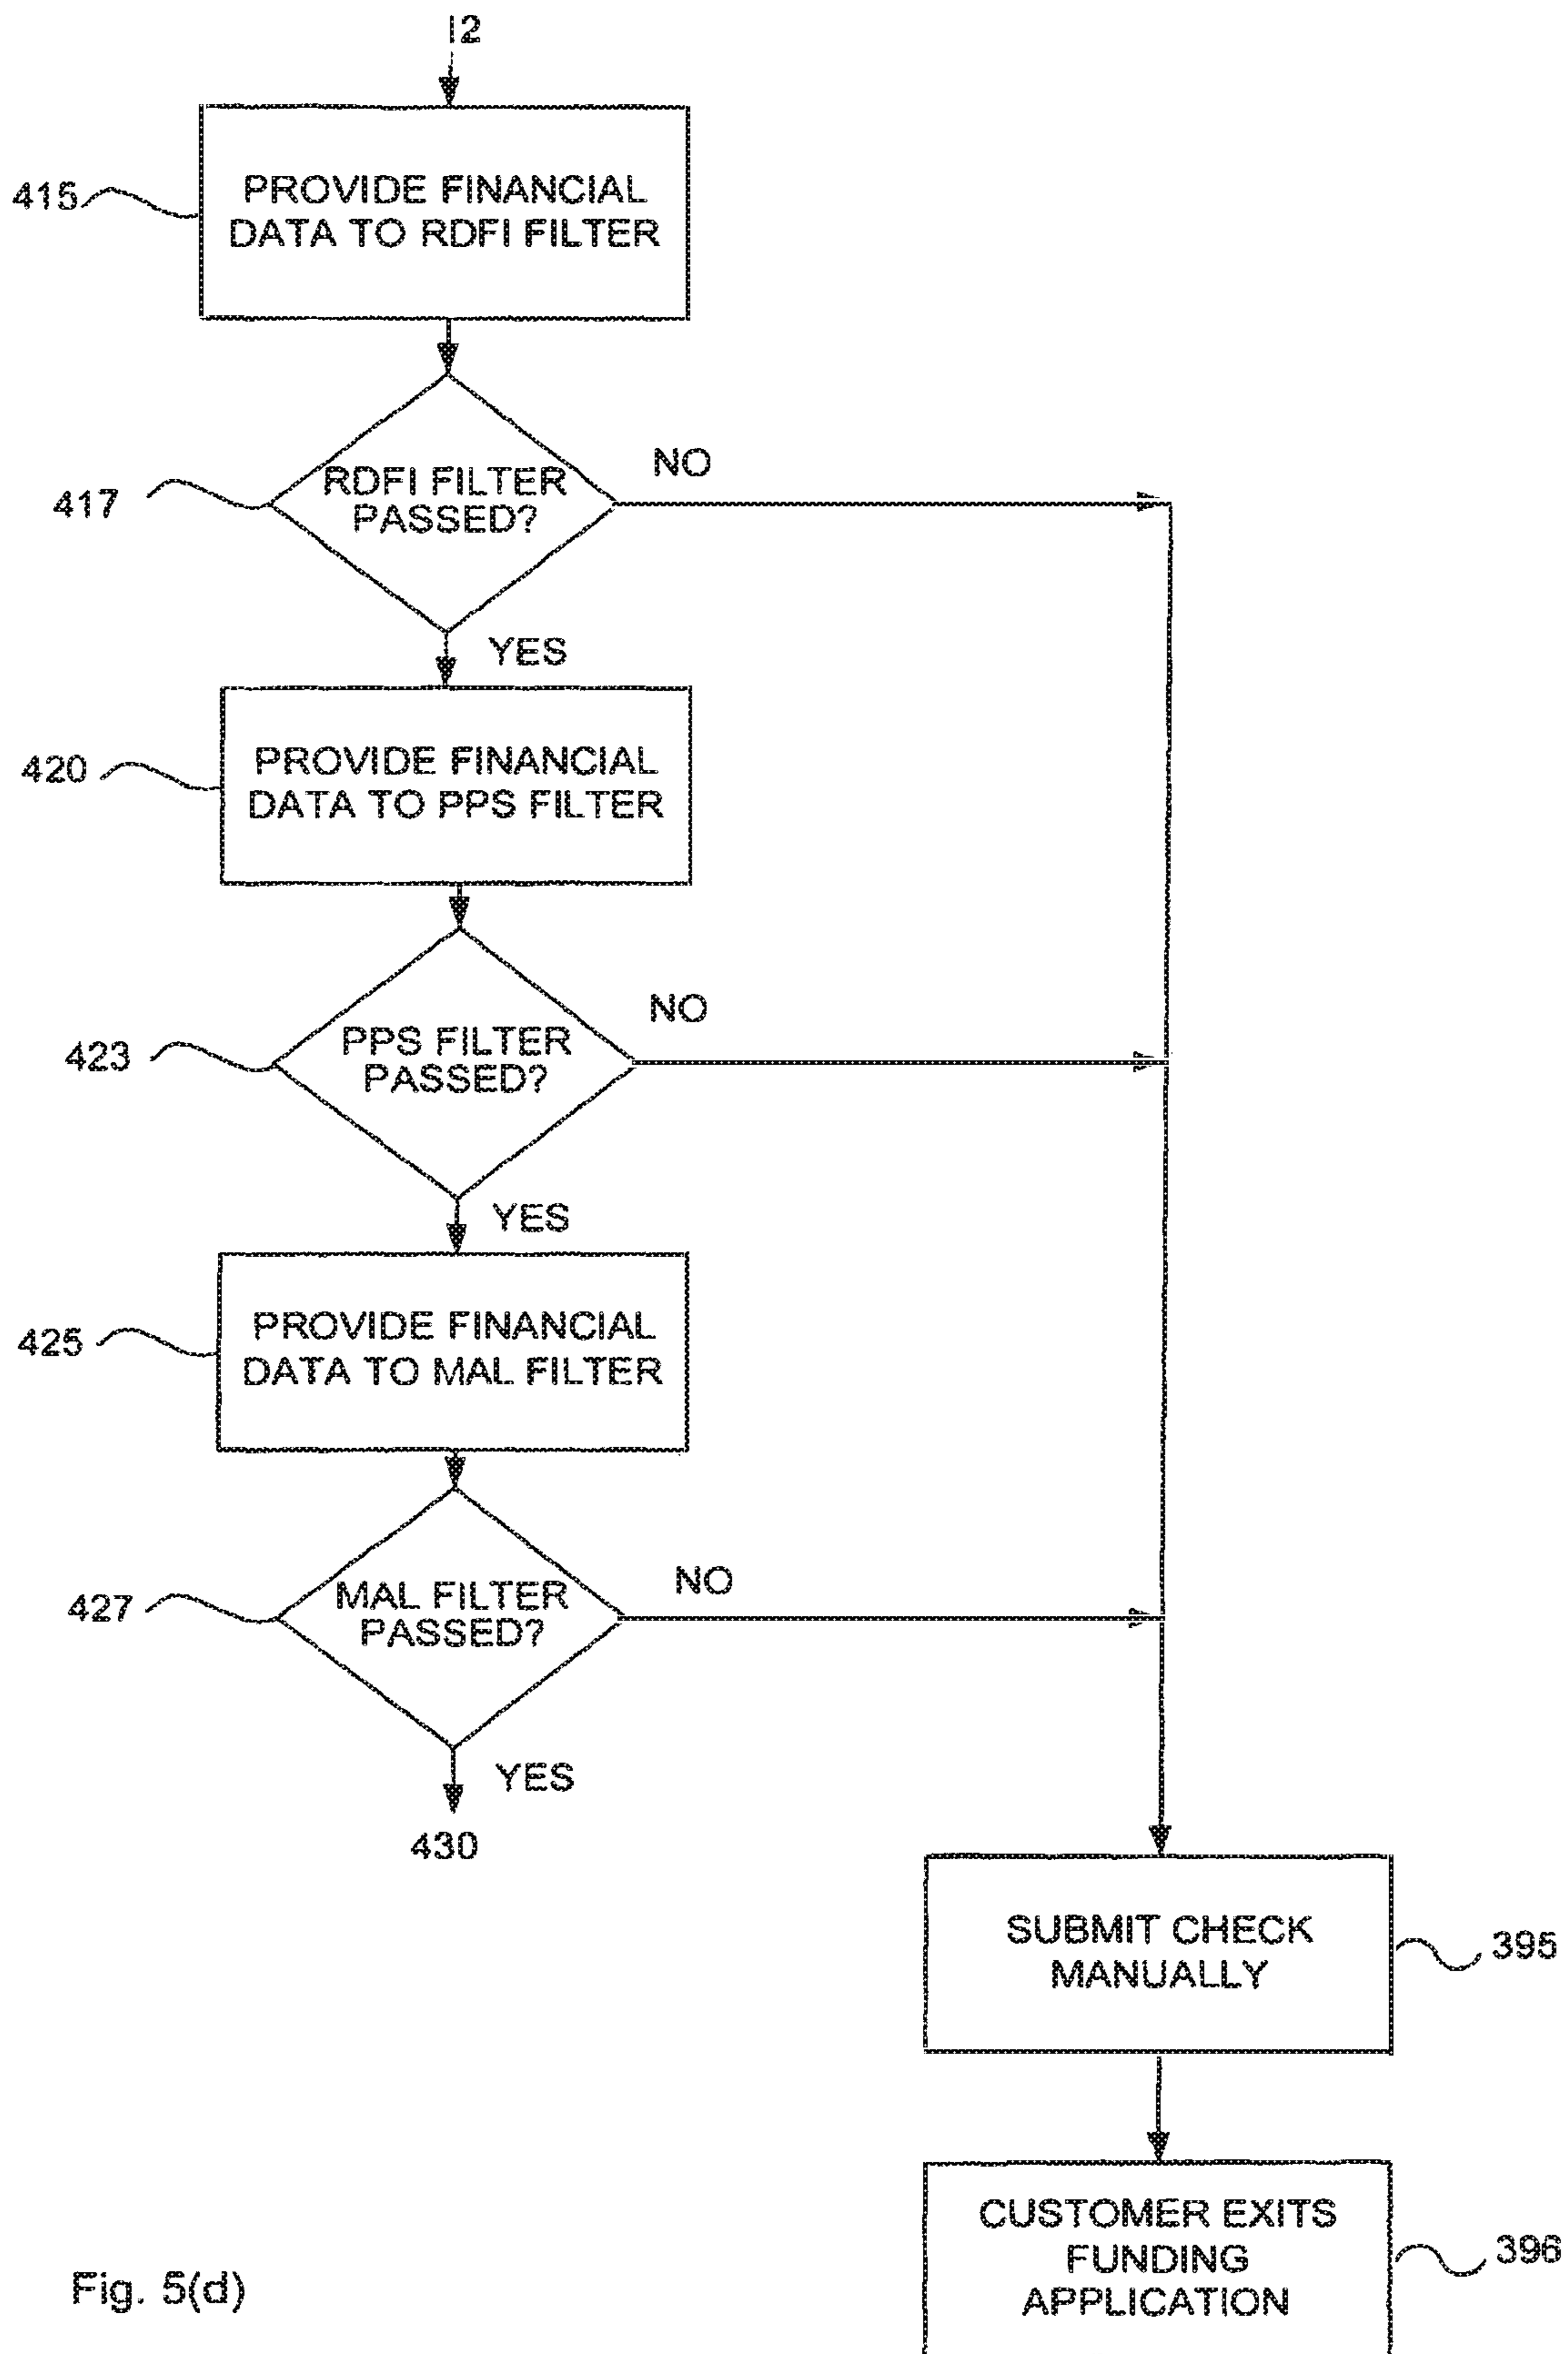 12
415
PROVIDE FINANCIAL
DATA TO RDFI FILTER
417
RDFI FILTER
PASSED?
NO
YES
420
PROVIDE FINANCIAL
DATA TO PPS FILTER
423
PPS FILTER
PASSED?
NO
YES
425
PROVIDE FINANCIAL
DATA TO MAL FILTER
427
MAL FILTER
PASSED?
NO
YES
430
SUBMIT CHECK
MANUALLY
395
CUSTOMER EXITS
FUNDING
APPLICATION
396
Fig. 5(d)